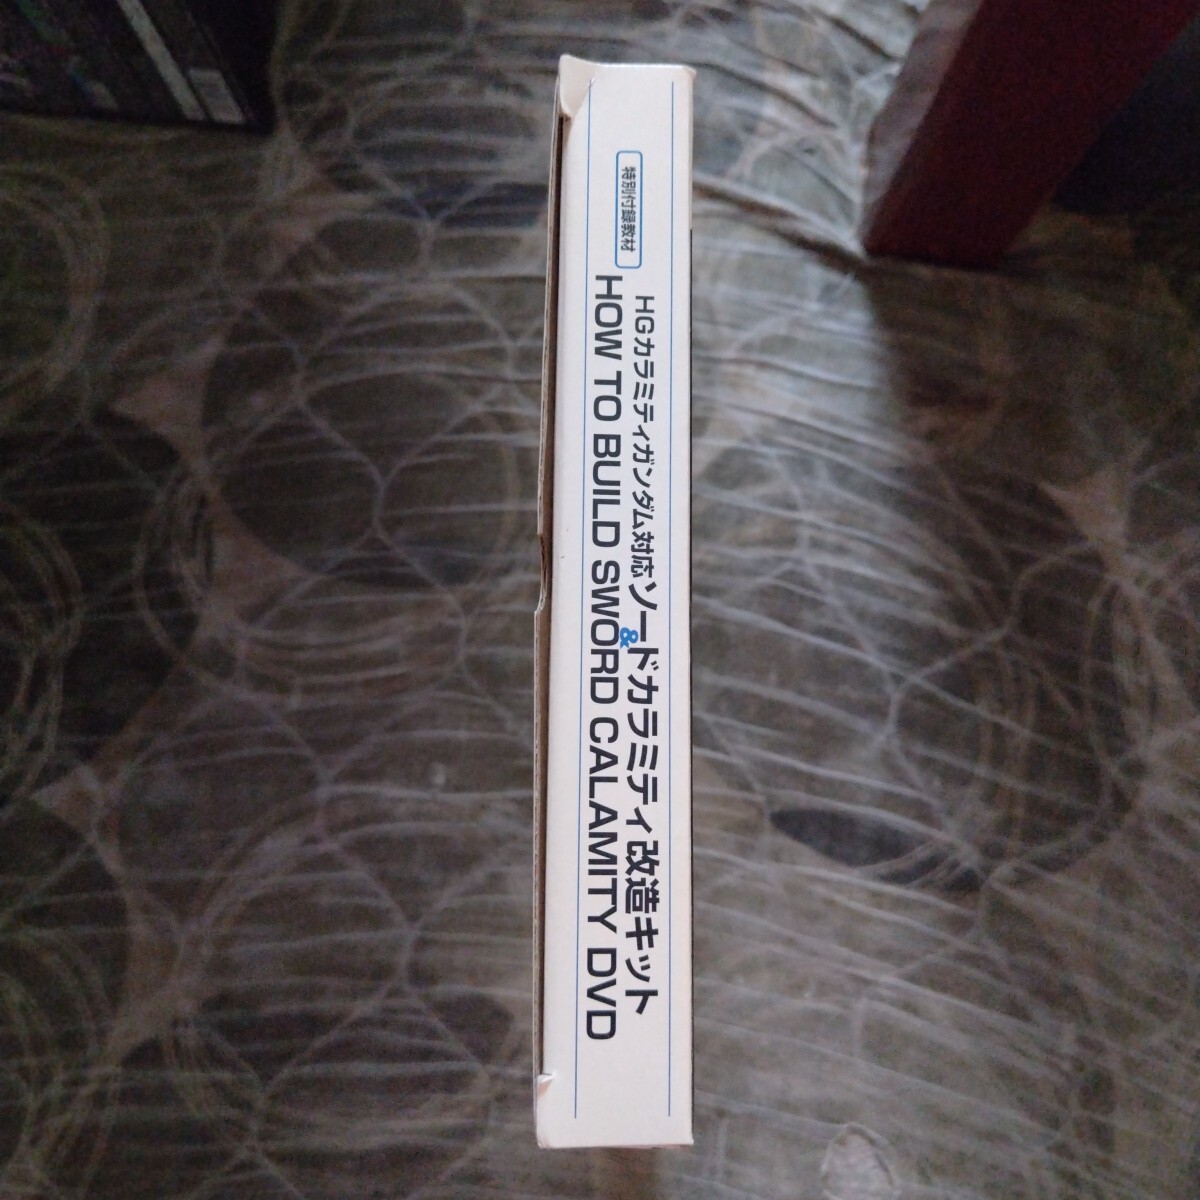 特別付録教材
HGカラミティガンダム対応ソードカラミティ改造キット
&
HOW TO BUILD SWORD CALAMITY DVD